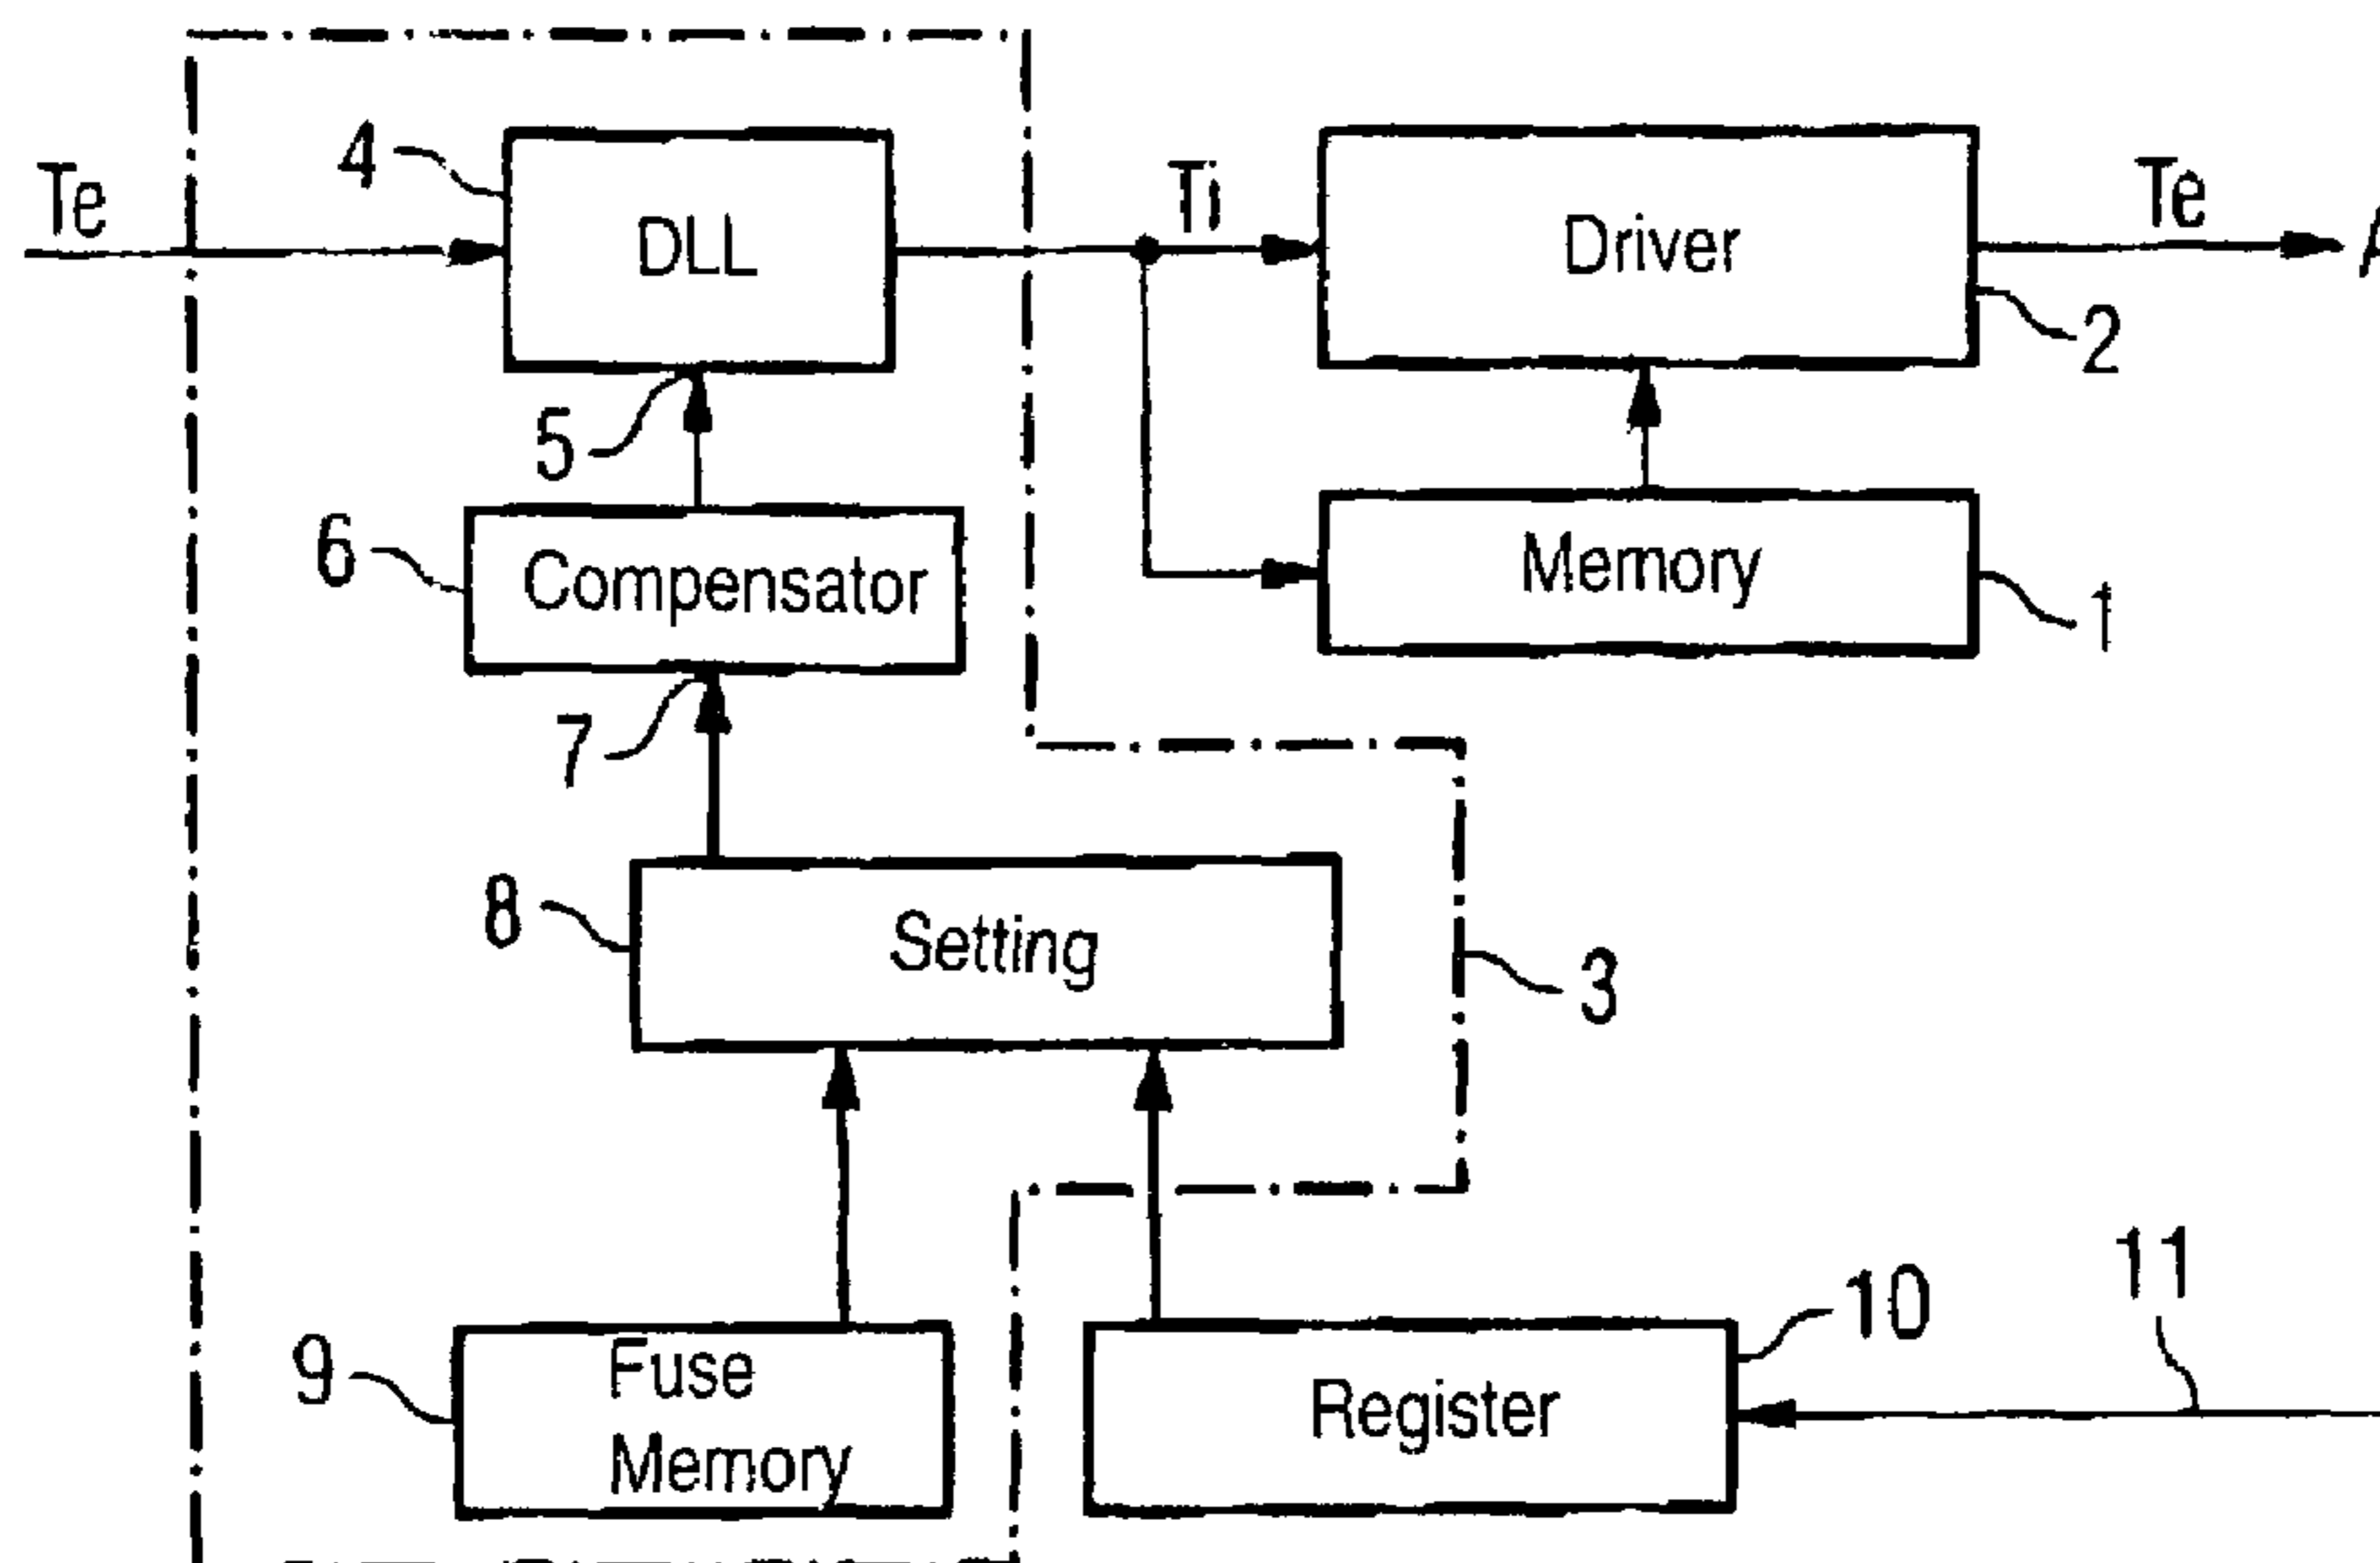 4
Te
DLL
Ti
Driver
Te
2
5
6
Compensator
Memory
1
7
8
Setting
3
11
10
9
Fuse
Memory
Register